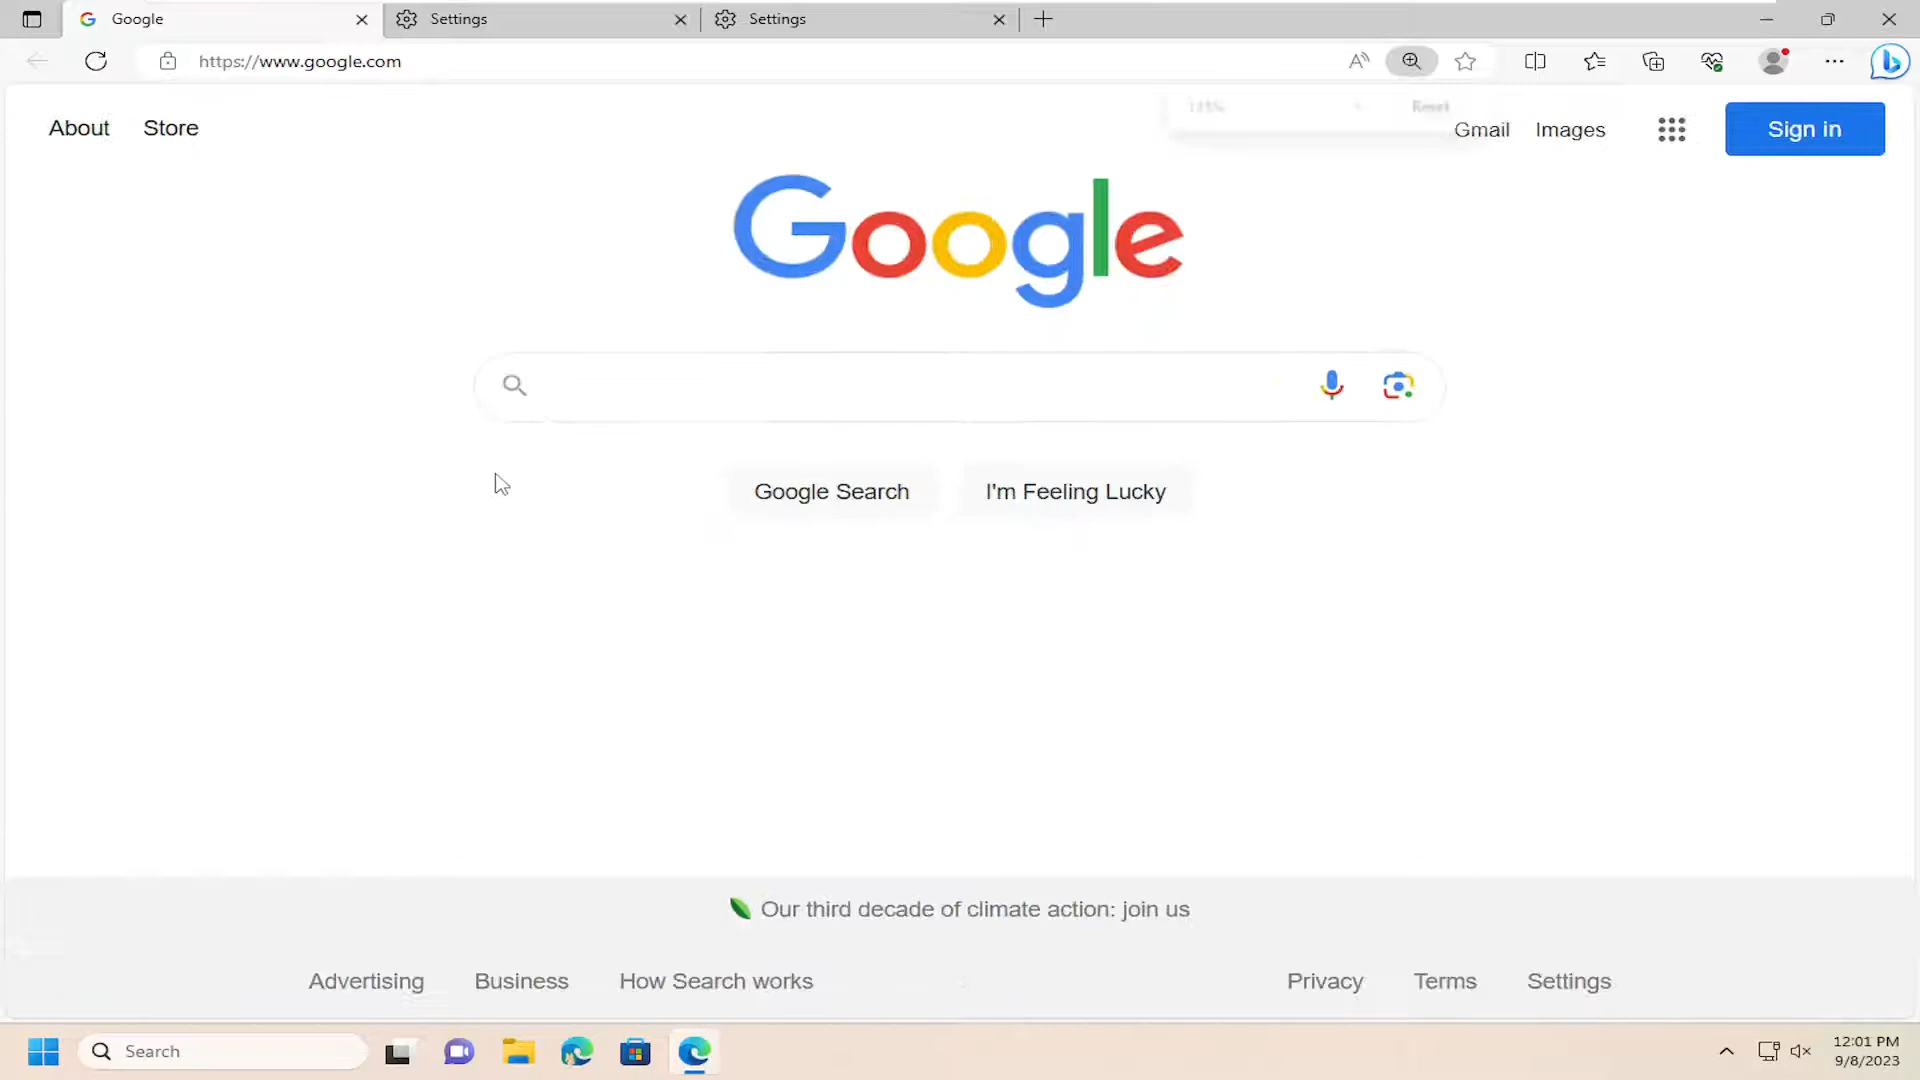 Google
Settings
Settings
https://www.google.com
Reset
About
Store
Gmail
Images
Sign in
Google
Google Search
I'm Feeling Lucky
Our third decade of climate action: join us
Advertising
Business
How Search works
Privacy
Terms
Settings
Search
12:01 PM
9/8/2023